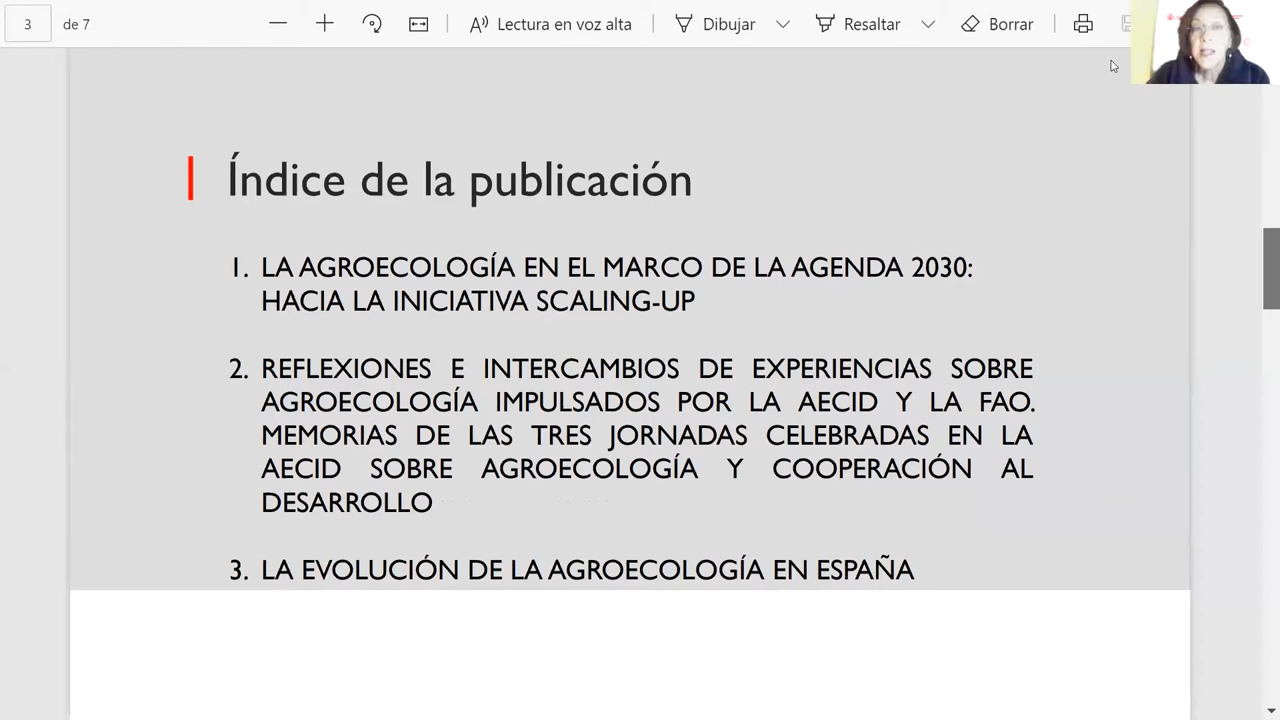 3 de 7 Lectura en voz alta Dibujar Resaltar Borrar
Índice de la publicación
1. LA AGROECOLOGÍA EN EL MARCO DE LA AGENDA 2030:
HACIA LA INICIATIVA SCALING-UP
2. REFLEXIONES E INTERCAMBIOS DE EXPERIENCIAS SOBRE
AGROECOLOGÍA IMPULSADOS POR LA AECID Y LA FAO.
MEMORIAS DE LAS TRES JORNADAS CELEBRADAS EN LA
AECID SOBRE AGROECOLOGÍA Y COOPERACIÓN AL
DESARROLLO
3. LA EVOLUCIÓN DE LA AGROECOLOGÍA EN ESPAÑA